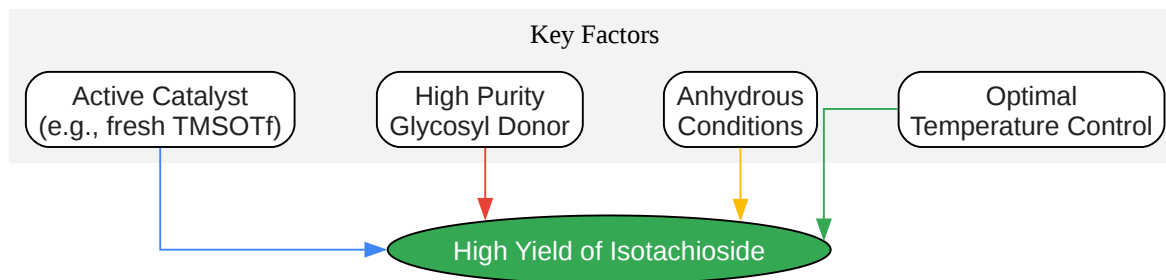 Key Factors
Active Catalyst
(e.g., fresh TMSOTf)
High Purity
Glycosyl Donor
Anhydrous
Conditions
Optimal
Temperature Control
High Yield of Isotachioside